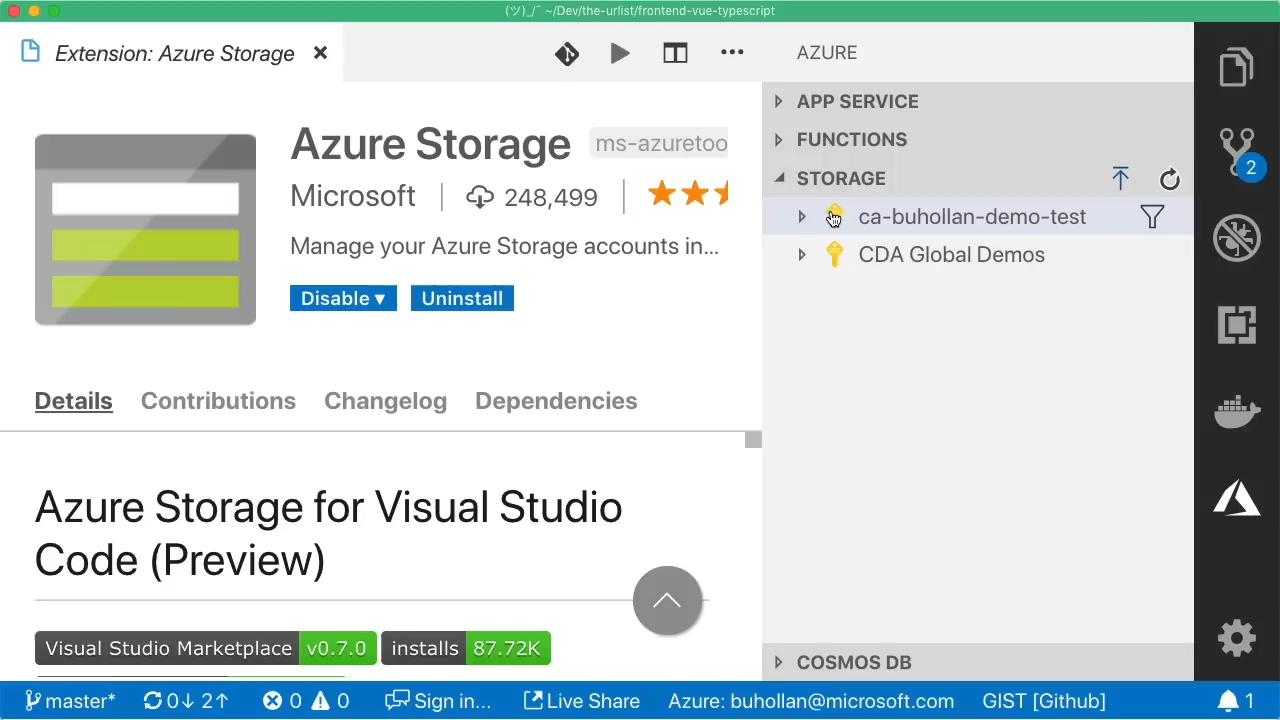 (ツ)_/¯ ~/Dev/the-urlist/frontend-vue-typescript
Extension: Azure Storage
AZURE
APP SERVICE
FUNCTIONS
STORAGE
ca-buhollan-demo-test
CDA Global Demos
COSMOS DB
Azure Storage ms-azuretoo
Microsoft 248,499
Manage your Azure Storage accounts in...
Disable ▾ Uninstall
Details Contributions Changelog Dependencies
Azure Storage for Visual Studio
Code (Preview)
Visual Studio Marketplace v0.7.0 installs 87.72K
2
master* 0↓ 2↑ 0 0 Sign in... Live Share Azure: buhollan@microsoft.com GIST [Github] 1